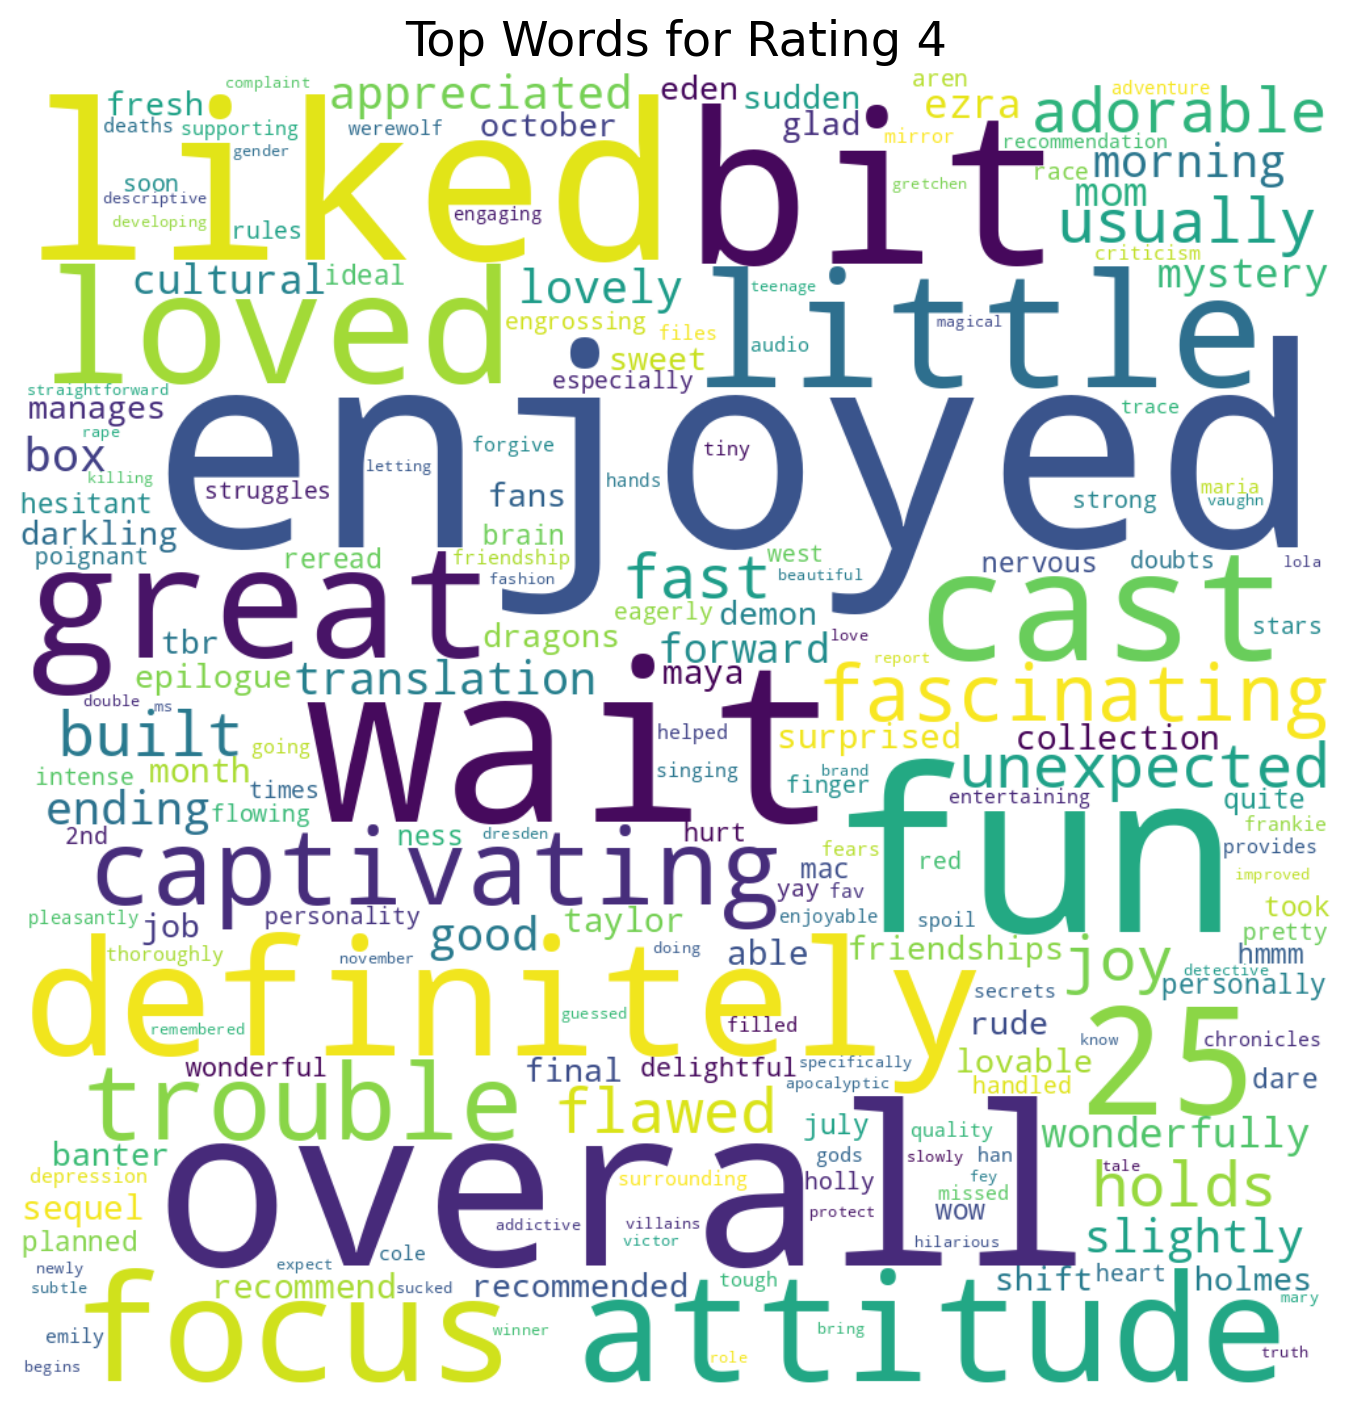 Top Words for Rating 4
complaint
aren
adventure
fresh
appreciated
eden
sudden
ezra
adorable
deaths
supporting
werewolf
october
glad
mirror
recommendation
gender
liked
bit
race
morning
soon
descriptive
gretchen
mom
developing
rules
engaging
usually
criticism
cultural
ideal
lovely
teenage
mystery
loved
engrossing
files
audio
magical
little
sweet
especially
straightforward
manages
trace
rape
box
enjoyed
forgive
tiny
letting
killing
struggles
fans
hands
maria
vaughn
hesitant
strong
darkling
brain
poignant
reread
friendship
west
nervous
doubts
lola
fashion
fast
beautiful
great
eagerly
demon
cast
stars
tbr
dragons
forward
love
epilogue
translation
maya
report
fascinating
double
ms
built
wait
helped
surprised
collection
going
intense
month
singing
finger
brand
unexpected
times
entertaining
quite
ending
flowing
fun
2nd
ness
dresden
hurt
frankie
captivating
fears
red
provides
mac
improved
yay
fav
pleasantly
job
personality
good
taylor
enjoyable
spoil
took
pretty
thoroughly
november
doing
able
friendships
joy
hmmm
detective
definitely
secrets
personally
remembered
guessed
filled
rude
25
know
chronicles
wonderful
final
delightful
specifically
apocalyptic
lovable
handled
dare
trouble
flawed
july
quality
wonderfully
banter
gods
slowly
han
tale
depression
overall
surrounding
holly
fey
missed
holds
sequel
addictive
villains
protect
wow
planned
victor
hilarious
slightly
newly
cole
expect
subtle
recommend
sucked
recommended
tough
shift
heart
holmes
focus
attitude
mary
emily
winner
bring
begins
role
truth